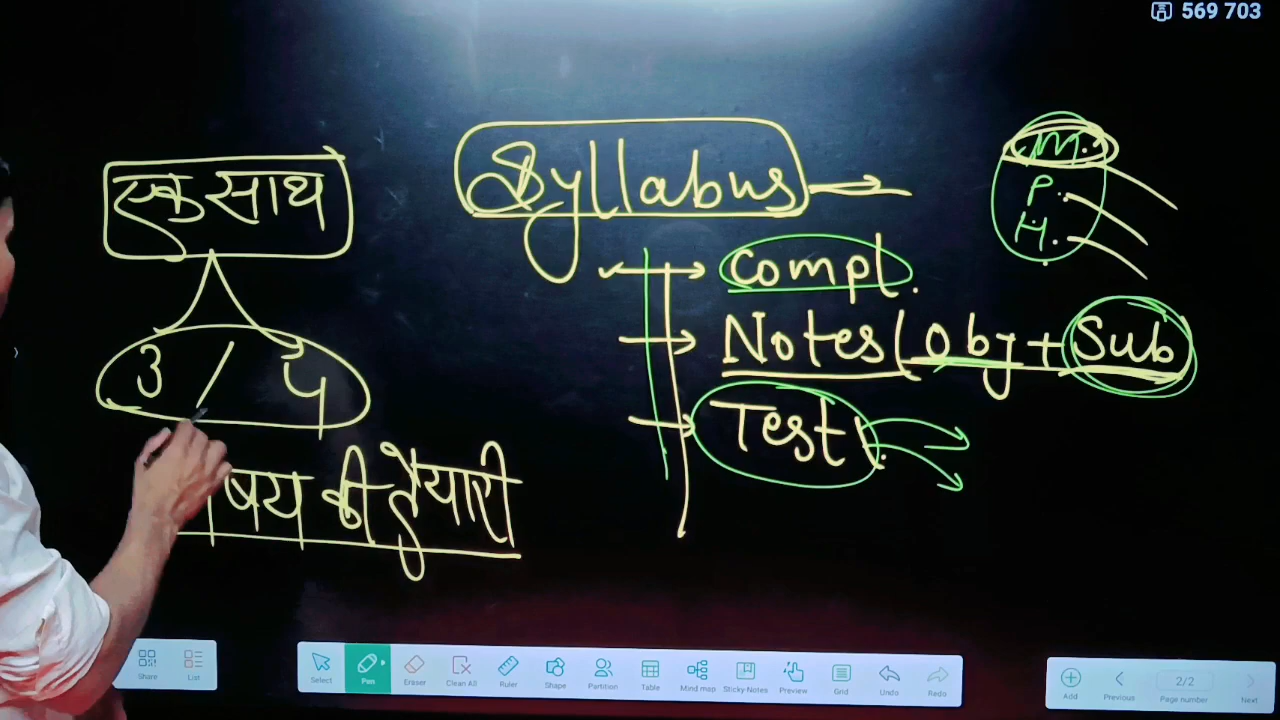 569 703
Syllabus →
M.
P.
H.
एक साथ
→ Compl.
3 / 4
→ Notes (Obj + Sub
→ Test
विषय की तैयारी
Share
List
Select
Pen
Eraser
Clean All
Ruler
Shape
Partition
Table
Mind map
Sticky Notes
Preview
Grid
Undo
Redo
Add
Previous
2/2
Page number
Next